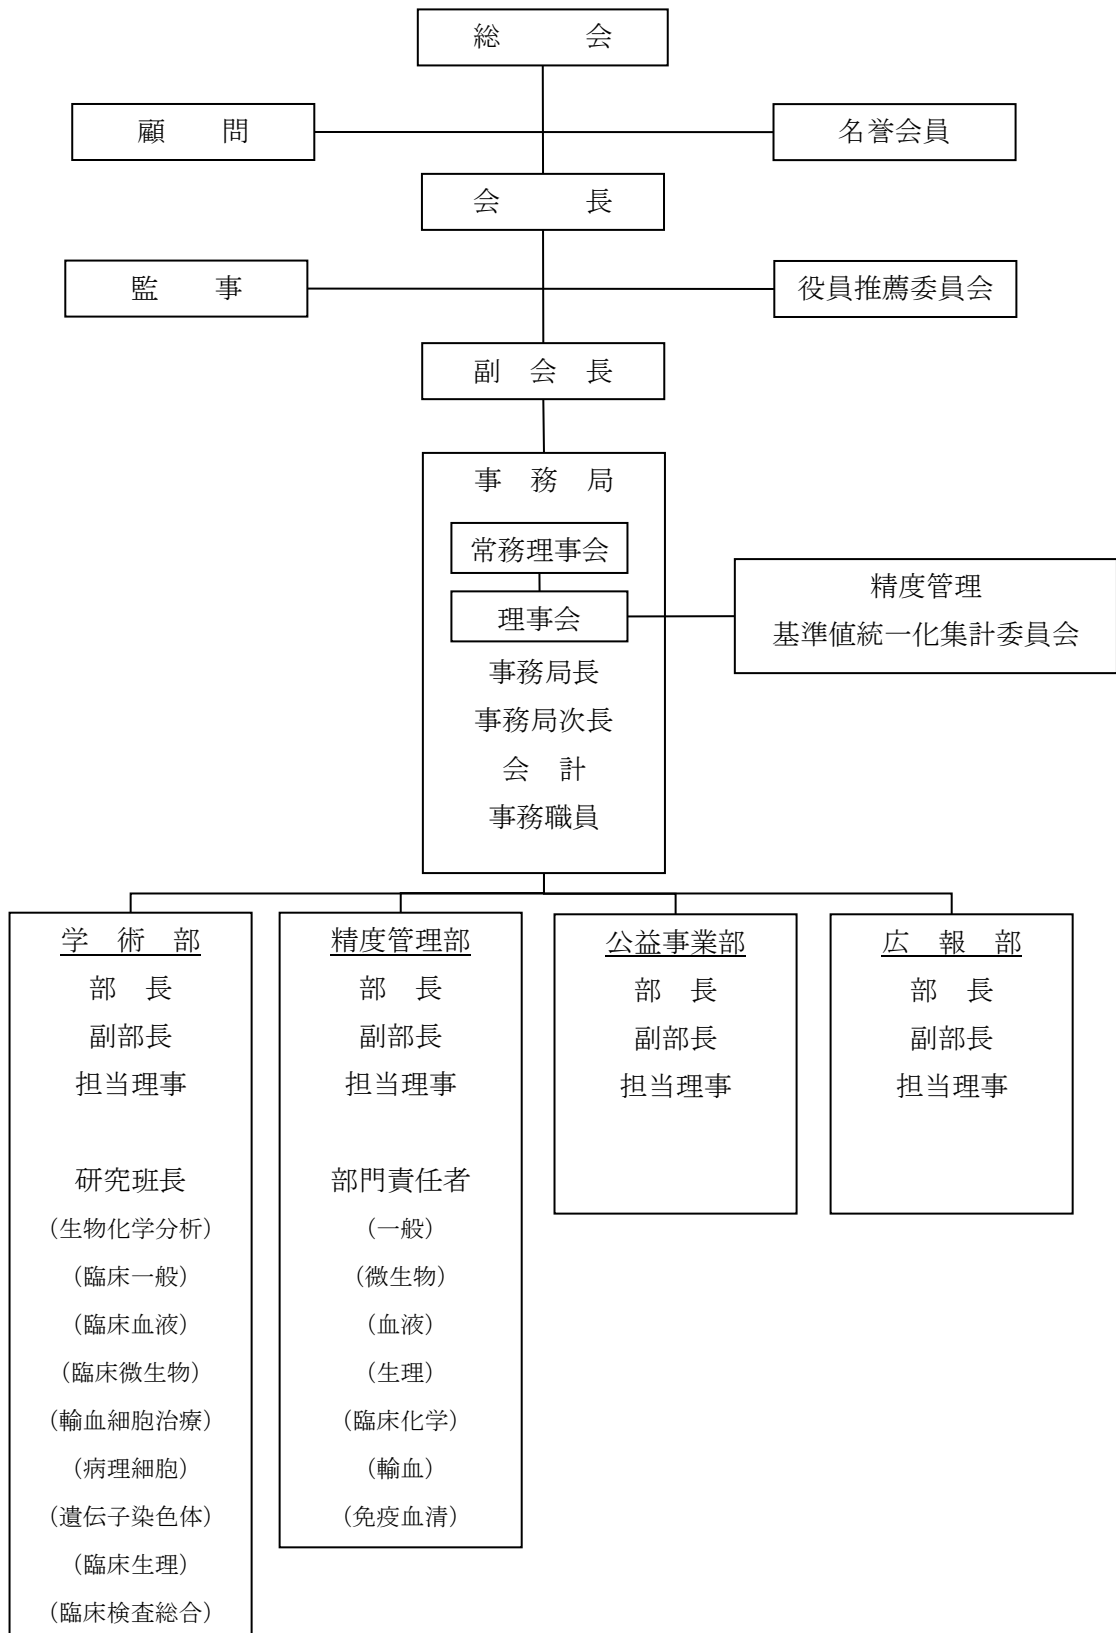 総　　　会
顧　　問
名誉会員
会　　　長
監　　事
役員推薦委員会
副　会　長
事　務　局
常務理事会
理事会
事務局長
事務局次長
会　計
事務職員
精度管理
基準値統一化集計委員会
学　術　部
部　長
副部長
担当理事
研究班長
（生物化学分析）
（臨床一般）
（臨床血液）
（臨床微生物）
（輸血細胞治療）
（病理細胞）
（遺伝子染色体）
（臨床生理）
（臨床検査総合）
精度管理部
部　長
副部長
担当理事
部門責任者
（一般）
（微生物）
（血液）
（生理）
（臨床化学）
（輸血）
（免疫血清）
公益事業部
部　長
副部長
担当理事
広　報　部
部　長
副部長
担当理事